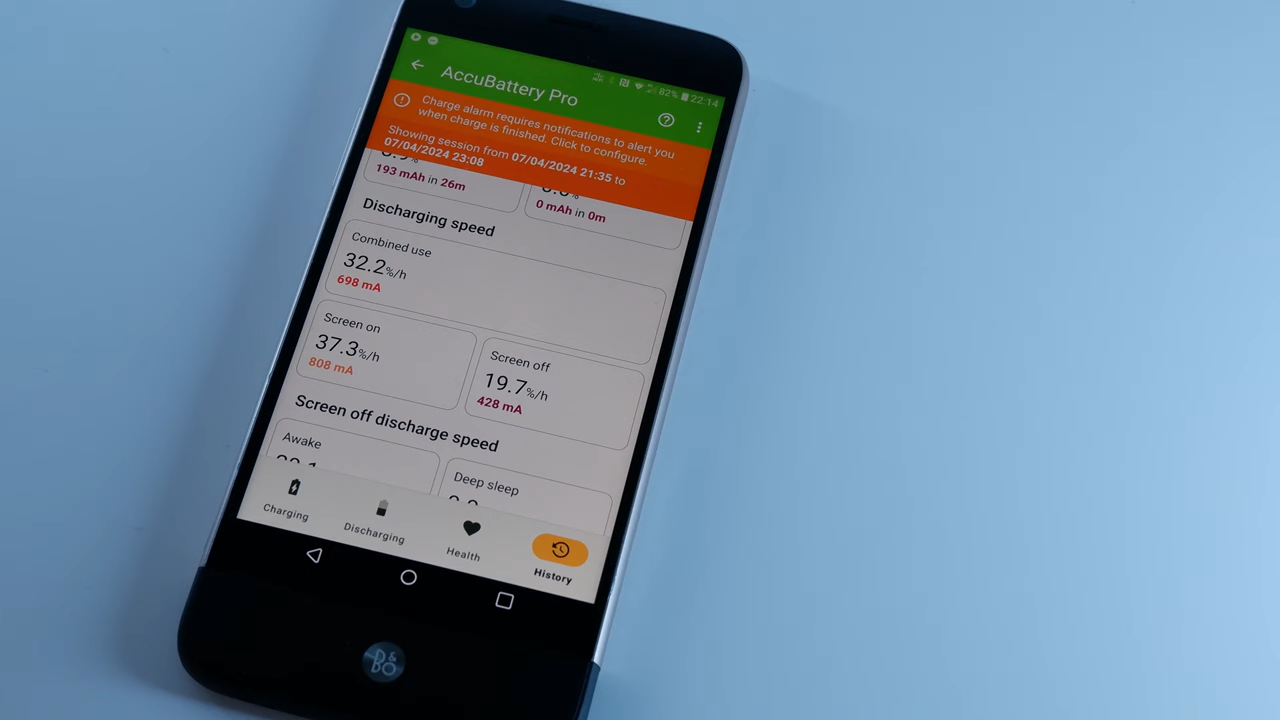 82% 22:14
AccuBattery Pro
Charge alarm requires notifications to alert you
when charge is finished. Click to configure.
Showing session from 07/04/2024 21:35 to
07/04/2024 23:08
193 mAh in 26m
0 mAh in 0m
Discharging speed
Combined use
32.2%/h
698 mA
Screen on
37.3%/h
808 mA
Screen off
19.7%/h
428 mA
Screen off discharge speed
Awake
Deep sleep
Charging
Discharging
Health
History
B&O